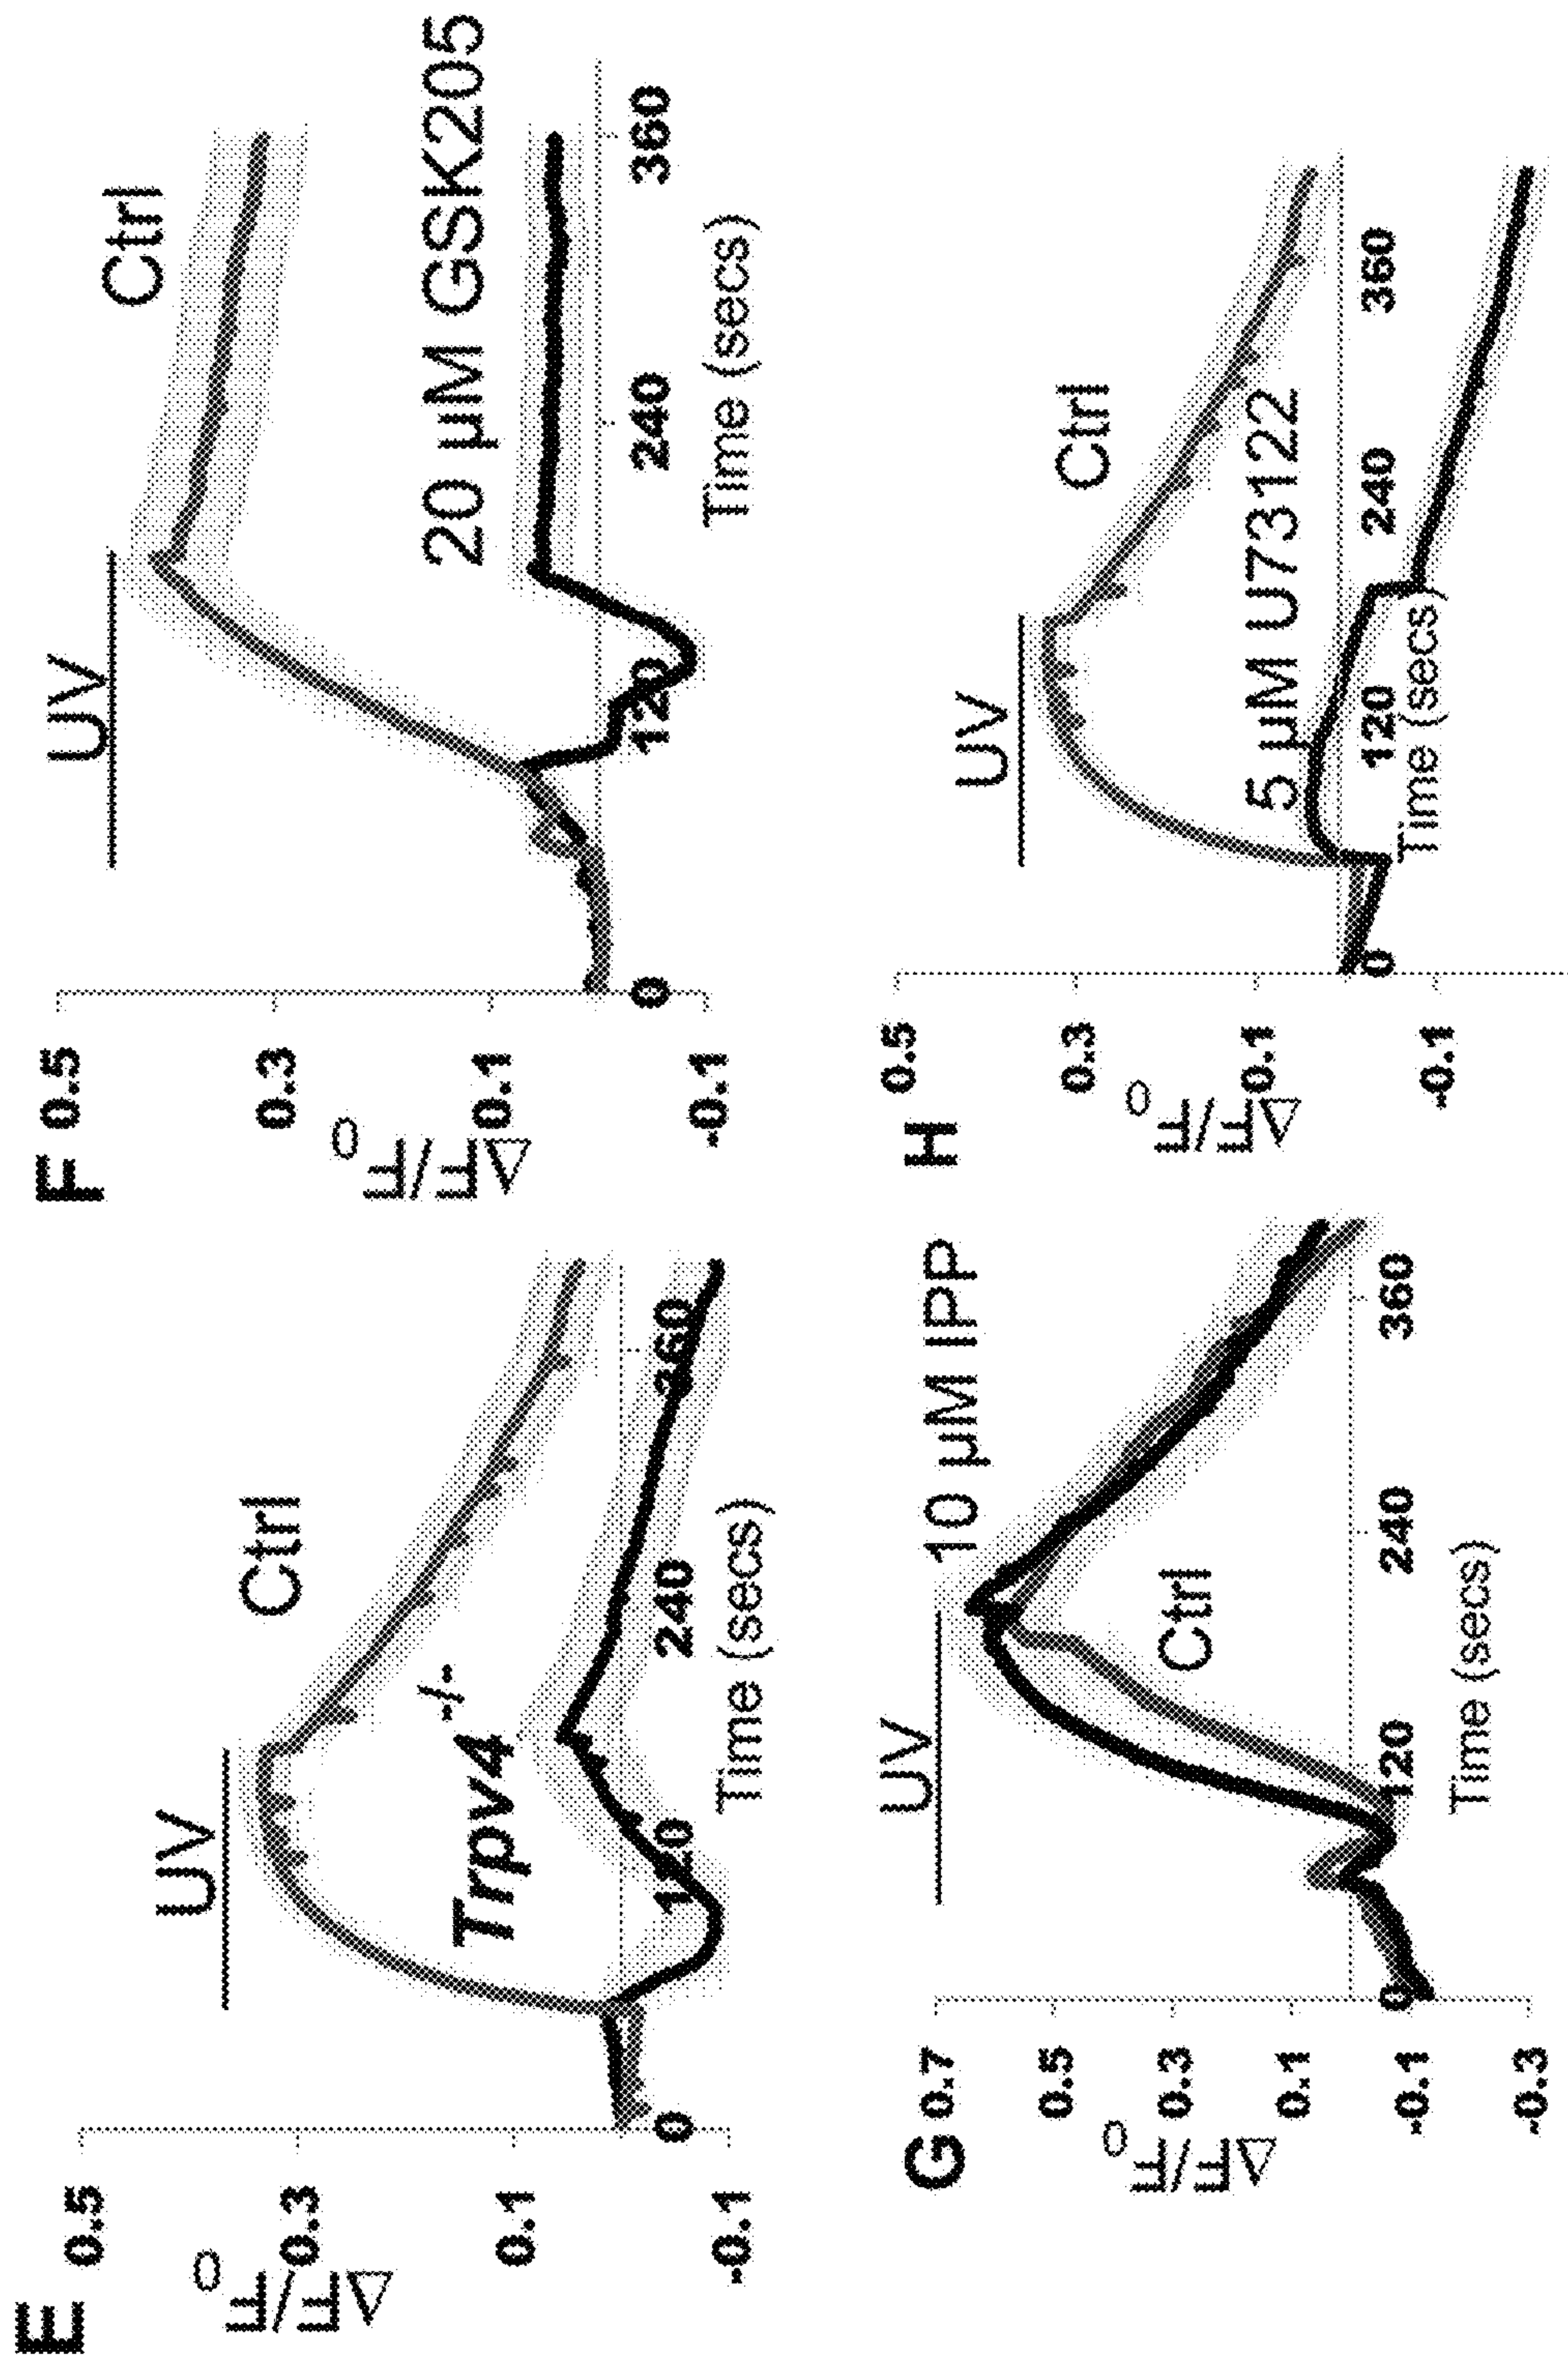 E
0.5
0.3
0.1
-0.1
ΔF/F0
UV
Ctrl
Trpv4-/-
0
120
240
360
Time (secs)
F
0.5
0.3
0.1
-0.1
ΔF/F0
UV
Ctrl
20 µM GSK205
0
120
240
360
Time (secs)
G
0.7
0.5
0.3
0.1
-0.1
-0.3
ΔF/F0
UV
10 µM IPP
Ctrl
0
120
240
360
Time (secs)
H
0.5
0.3
0.1
-0.1
ΔF/F0
UV
Ctrl
5 µM U73122
0
120
240
360
Time (secs)